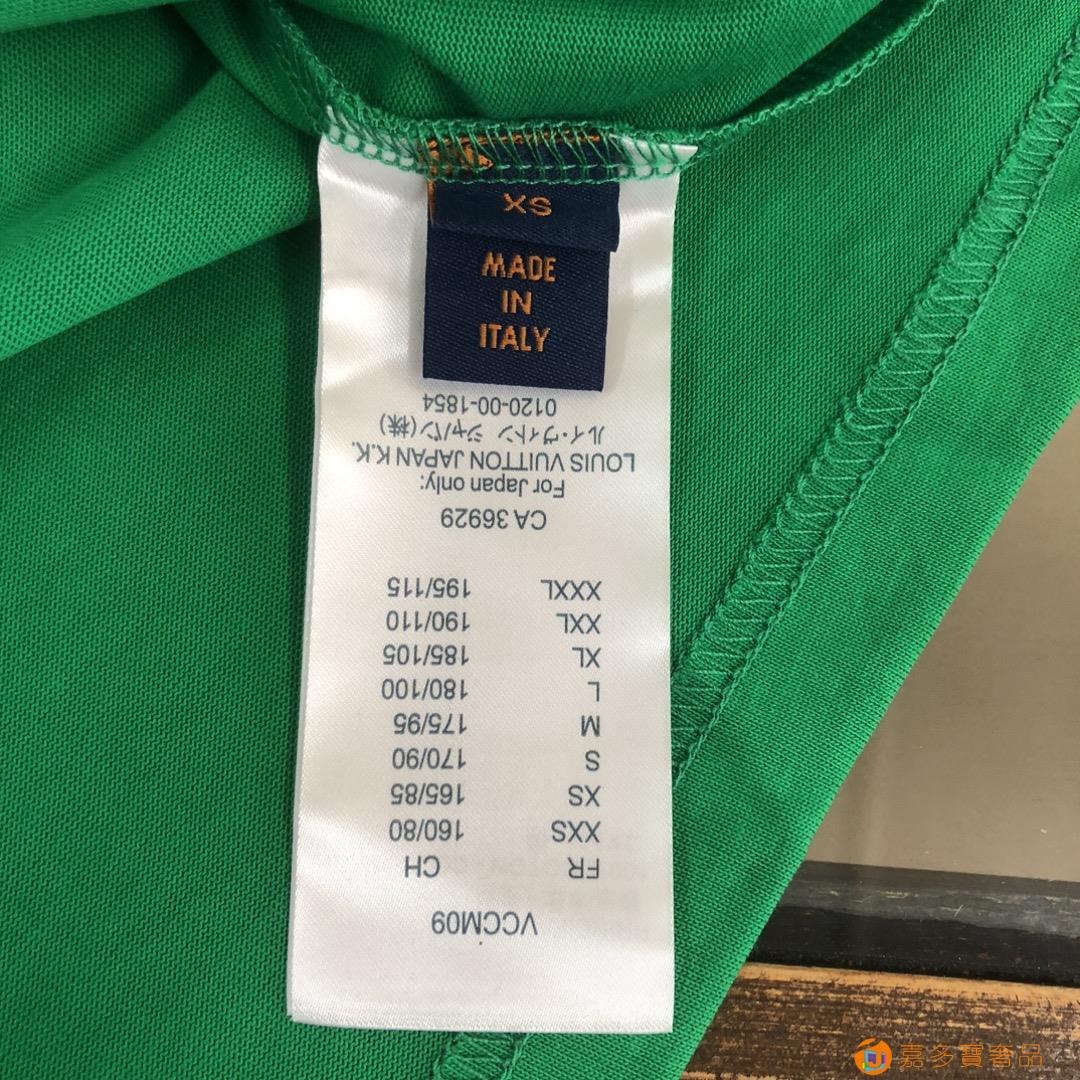 XS
MADE
IN
ITALY
VCCM09
FR CH
XXS 160/80
XS 165/85
S 170/90
M 175/95
L 180/100
XL 185/105
XXL 190/110
XXXL 195/115
CA 36929
For Japan only:
LOUIS VUITTON JAPAN K.K.
ルイ・ヴィトン ジャパン(株)
0120-00-1854
嘉多寶奢品